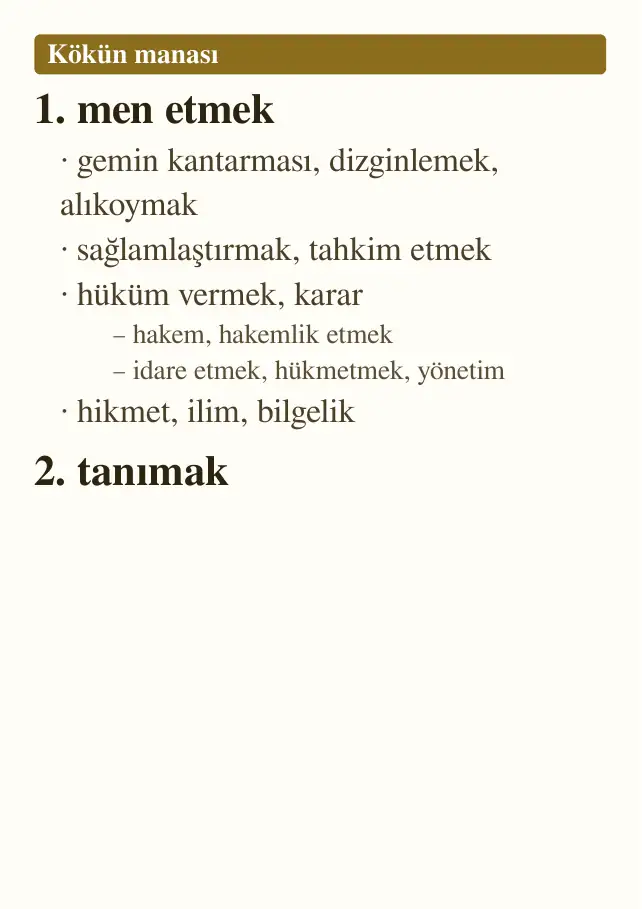 Kökün manası
1. men etmek
· gemin kantarması, dizginlemek,
alıkoymak
· sağlamlaştırmak, tahkim etmek
· hüküm vermek, karar
– hakem, hakemlik etmek
– idare etmek, hükmetmek, yönetim
· hikmet, ilim, bilgelik
2. tanımak